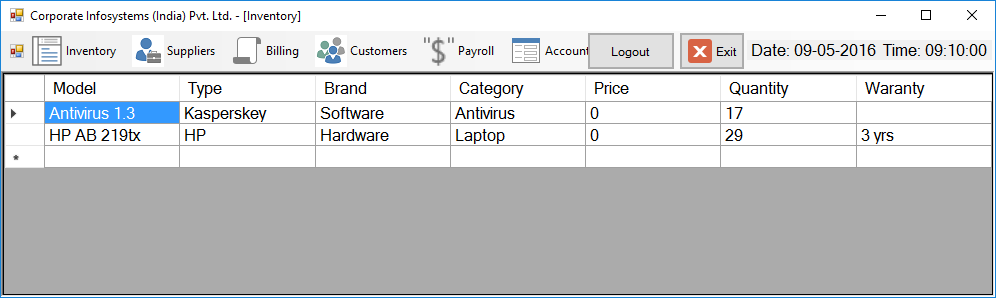 Corporate Infosystems (India) Pvt. Ltd. - [Inventory]
Inventory Suppliers Billing Customers "$" Payroll Account Logout Exit Date: 09-05-2016 Time: 09:10:00
Model Type Brand Category Price Quantity Waranty
Antivirus 1.3 Kasperskey Software Antivirus 0 17
HP AB 219tx HP Hardware Laptop 0 29 3 yrs
*